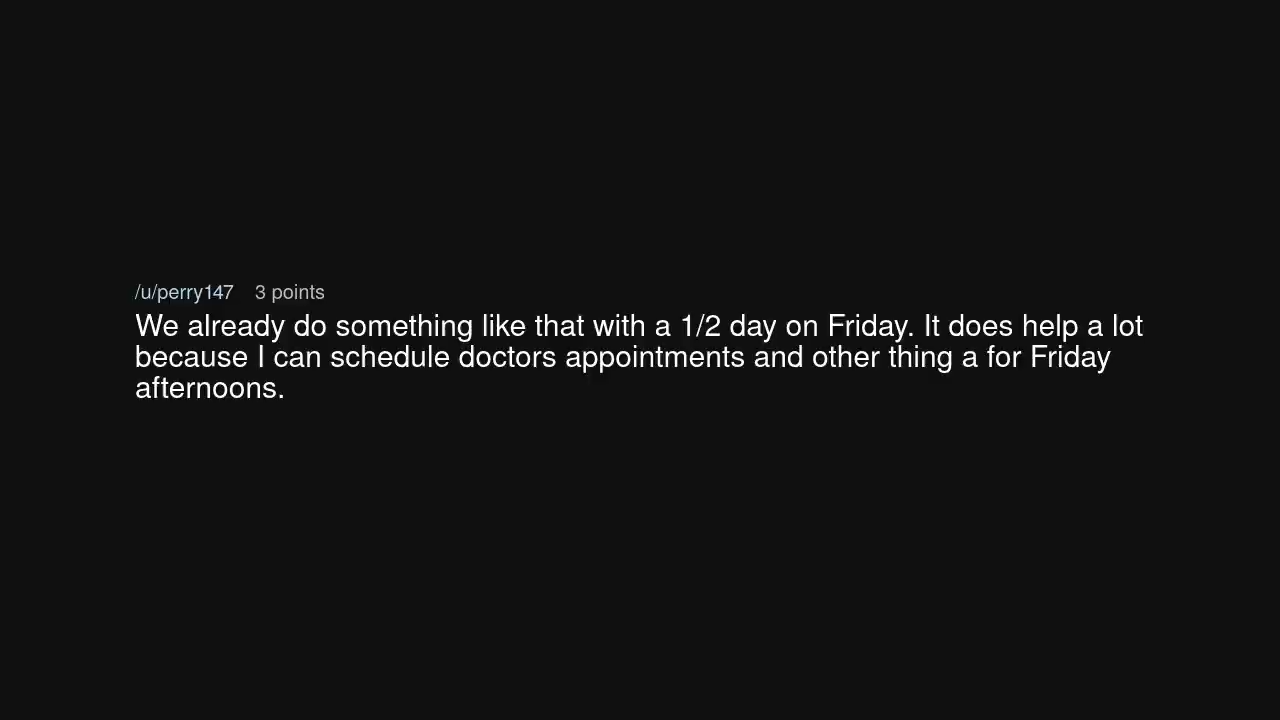 /u/perry147 3 points
We already do something like that with a 1/2 day on Friday. It does help a lot
because I can schedule doctors appointments and other thing a for Friday
afternoons.